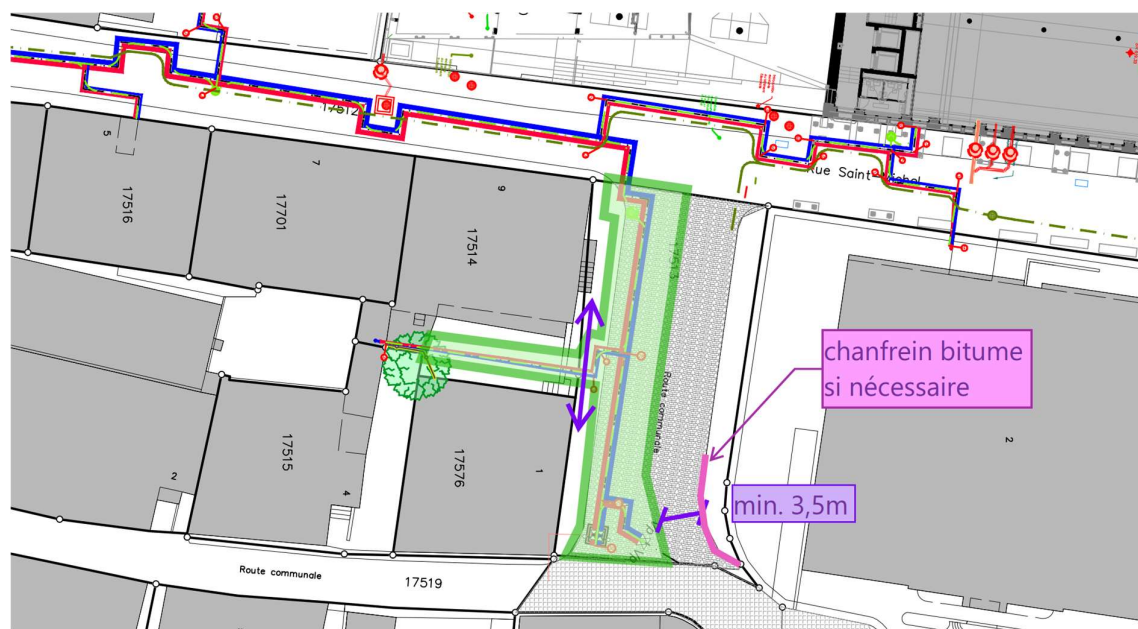 5
17512
7
9
17516
17701
17514
17513
Rue Saint-Michel
chanfrein bitume
si nécessaire
Route communale
2
17515
17576
1
min. 3,5m
2
4
Route communale
17519